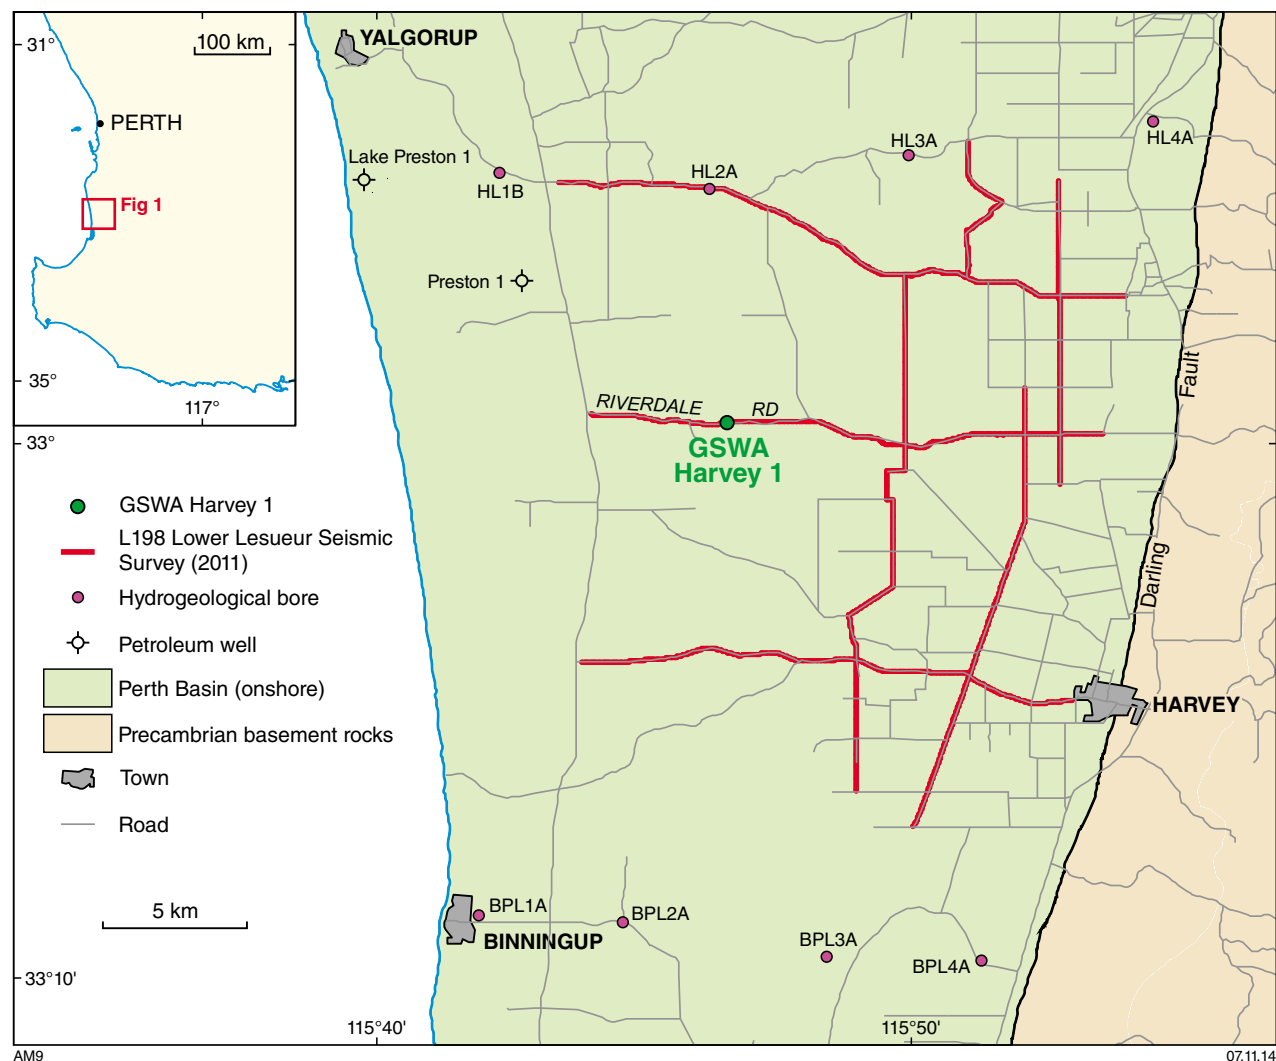 31°
100 km
PERTH
Fig 1
35°
117°
YALGORUP
Lake Preston 1
HL1B
HL2A
HL3A
HL4A
Preston 1
RIVERDALE RD
GSWA
Harvey 1
Fault
Darling
33°
GSWA Harvey 1
L198 Lower Lesueur Seismic
Survey (2011)
Hydrogeological bore
Petroleum well
Perth Basin (onshore)
Precambrian basement rocks
Town
Road
5 km
HARVEY
BPL1A
BPL2A
BINNINGUP
BPL3A
BPL4A
33°10'
115°40'
115°50'
AM9
07.11.14